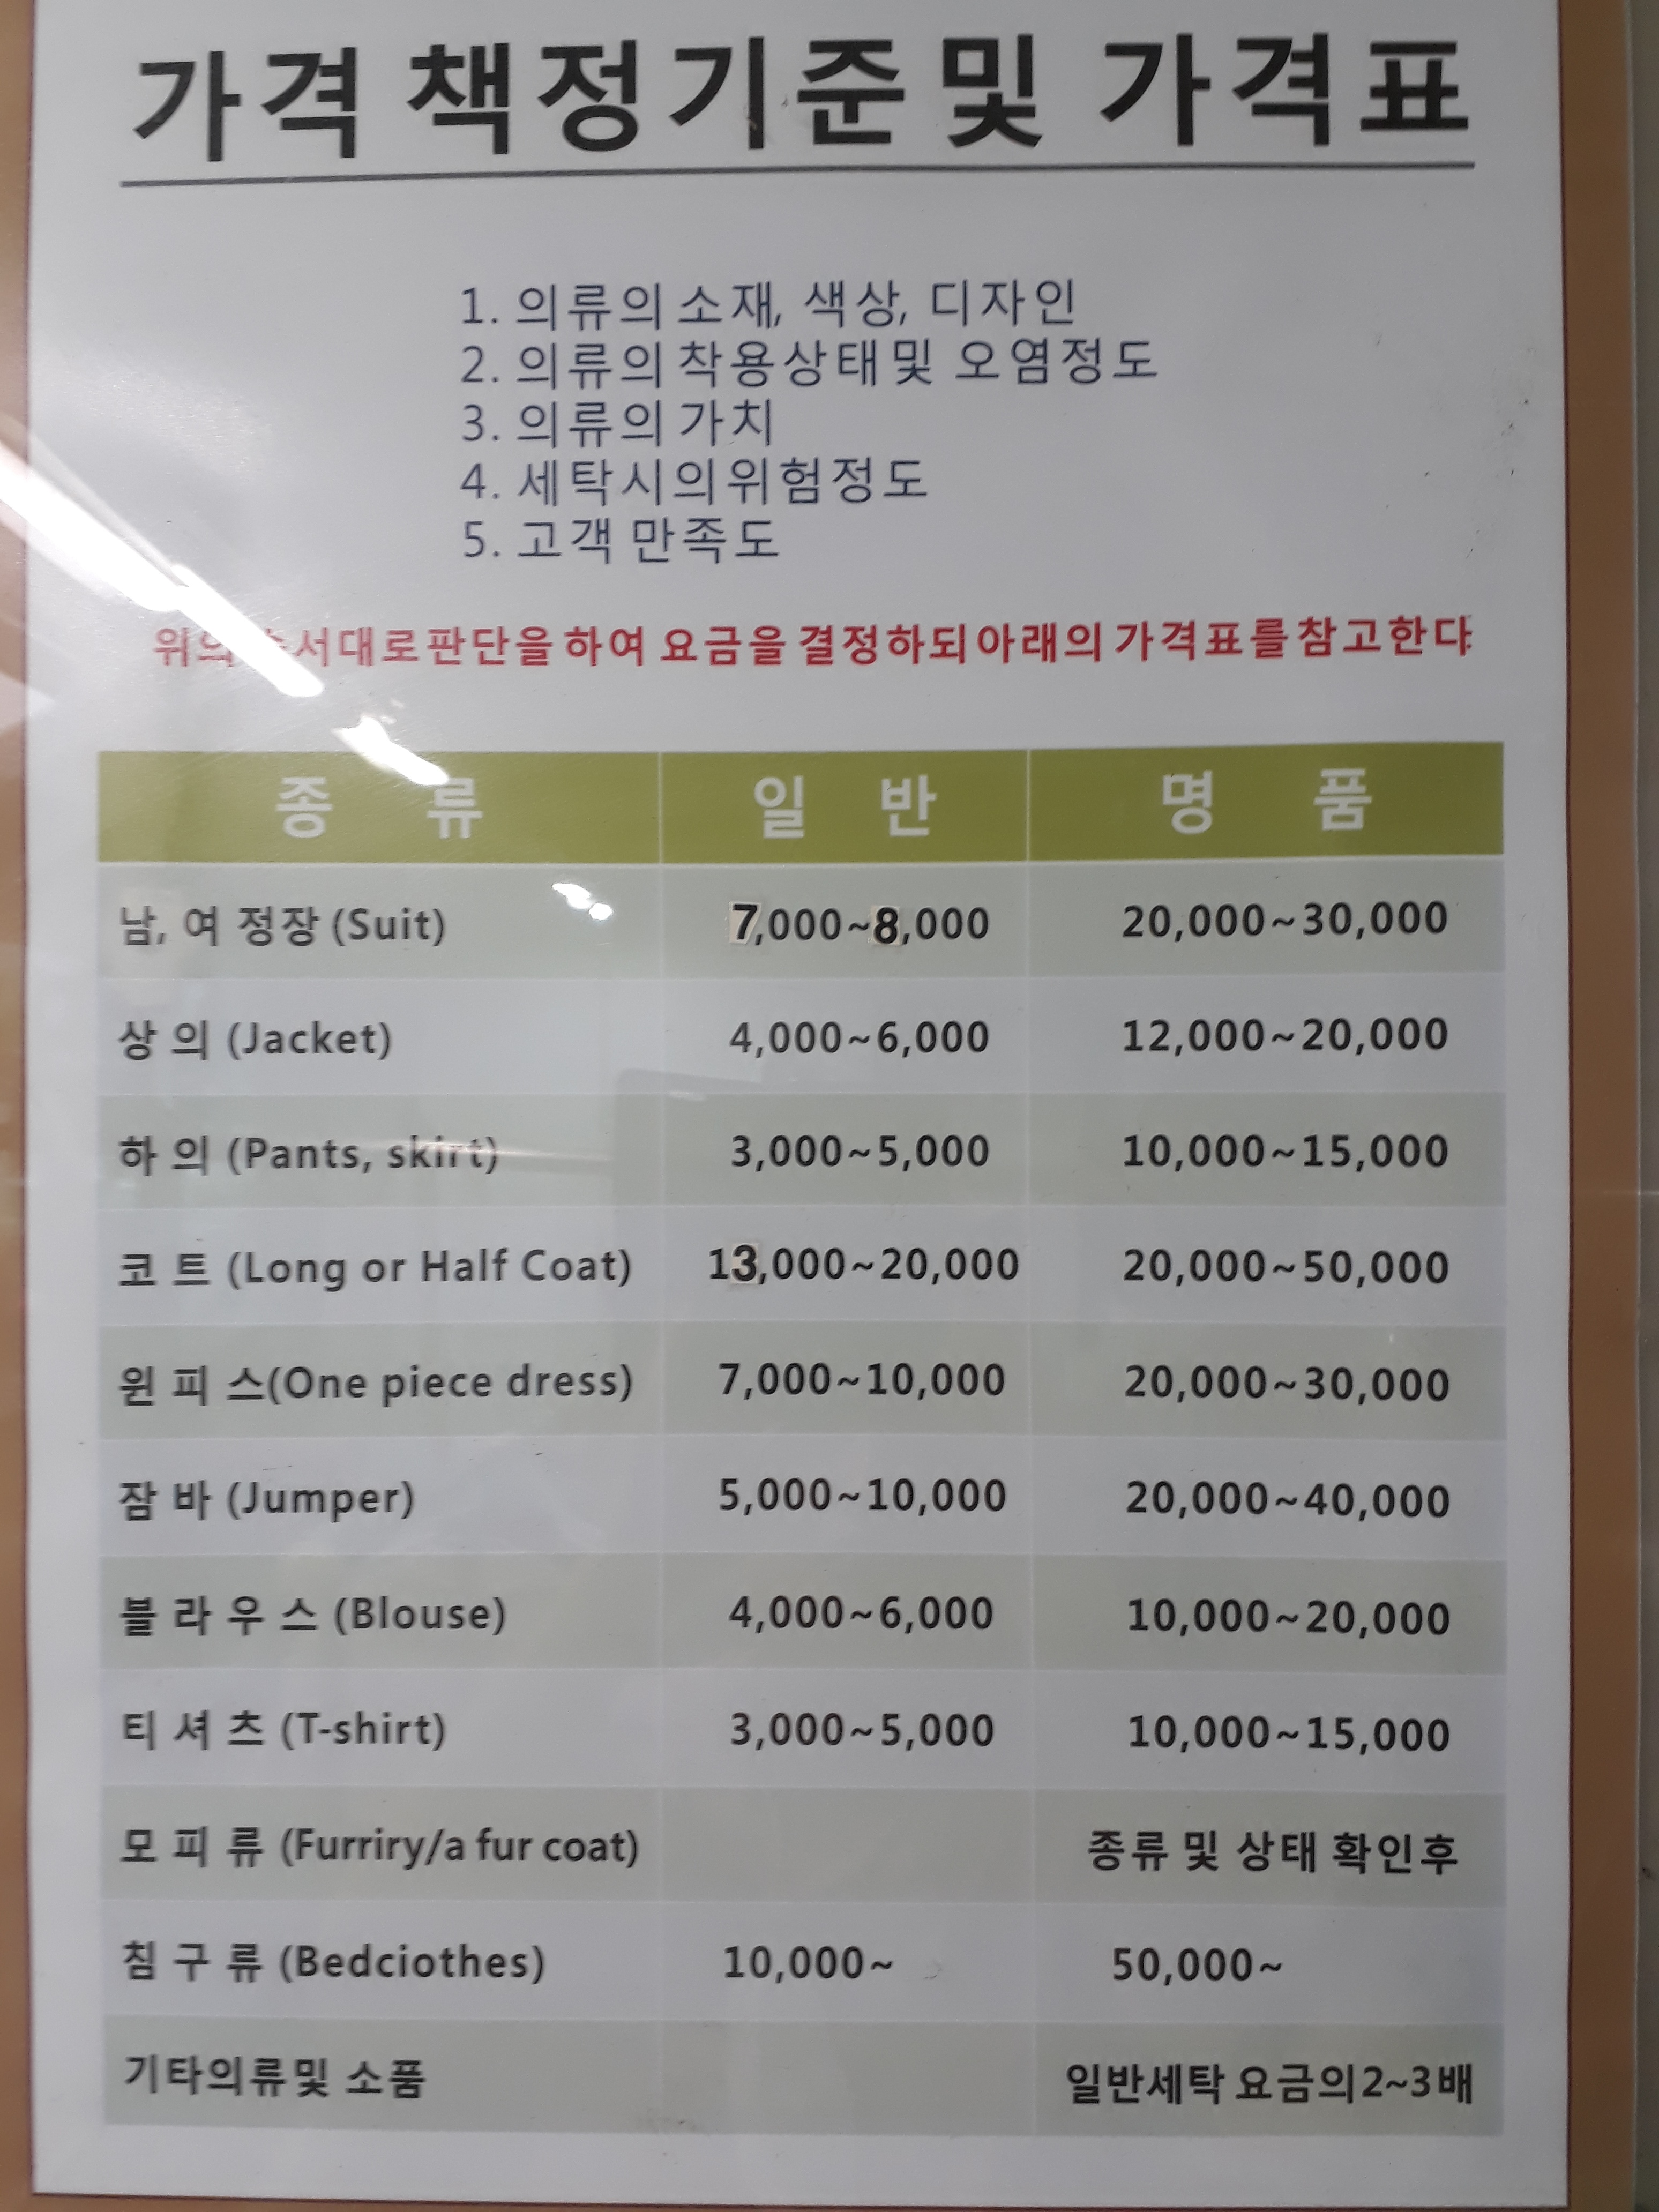 가격 책정기준및 가격표
1. 의류의 소재, 색상, 디자인
2. 의류의 착용상태및 오염정도
3. 의류의 가치
4. 세탁시의위험정도
5. 고객 만족도
위의 대로판단을 하여 요금을 결정하되아래의 가격표를참고한다
종 류 일 반 명 품
남, 여 정장 (Suit) 7,000~8,000 20,000~30,000
상 의 (Jacket) 4,000~6,000 12,000~20,000
하 의 (Pants, skirt) 3,000~5,000 10,000~15,000
코 트 (Long or Half Coat) 13,000~20,000 20,000~50,000
원 피 스(One piece dress) 7,000~10,000 20,000~30,000
잠 바 (Jumper) 5,000~10,000 20,000~40,000
블 라 우 스 (Blouse) 4,000~6,000 10,000~20,000
티 셔 츠 (T-shirt) 3,000~5,000 10,000~15,000
모 피 류 (Furriry/a fur coat) 종류 및 상태 확인후
침 구 류 (Bedciothes) 10,000~ 50,000~
기타의류및 소품 일반세탁 요금의2~3배